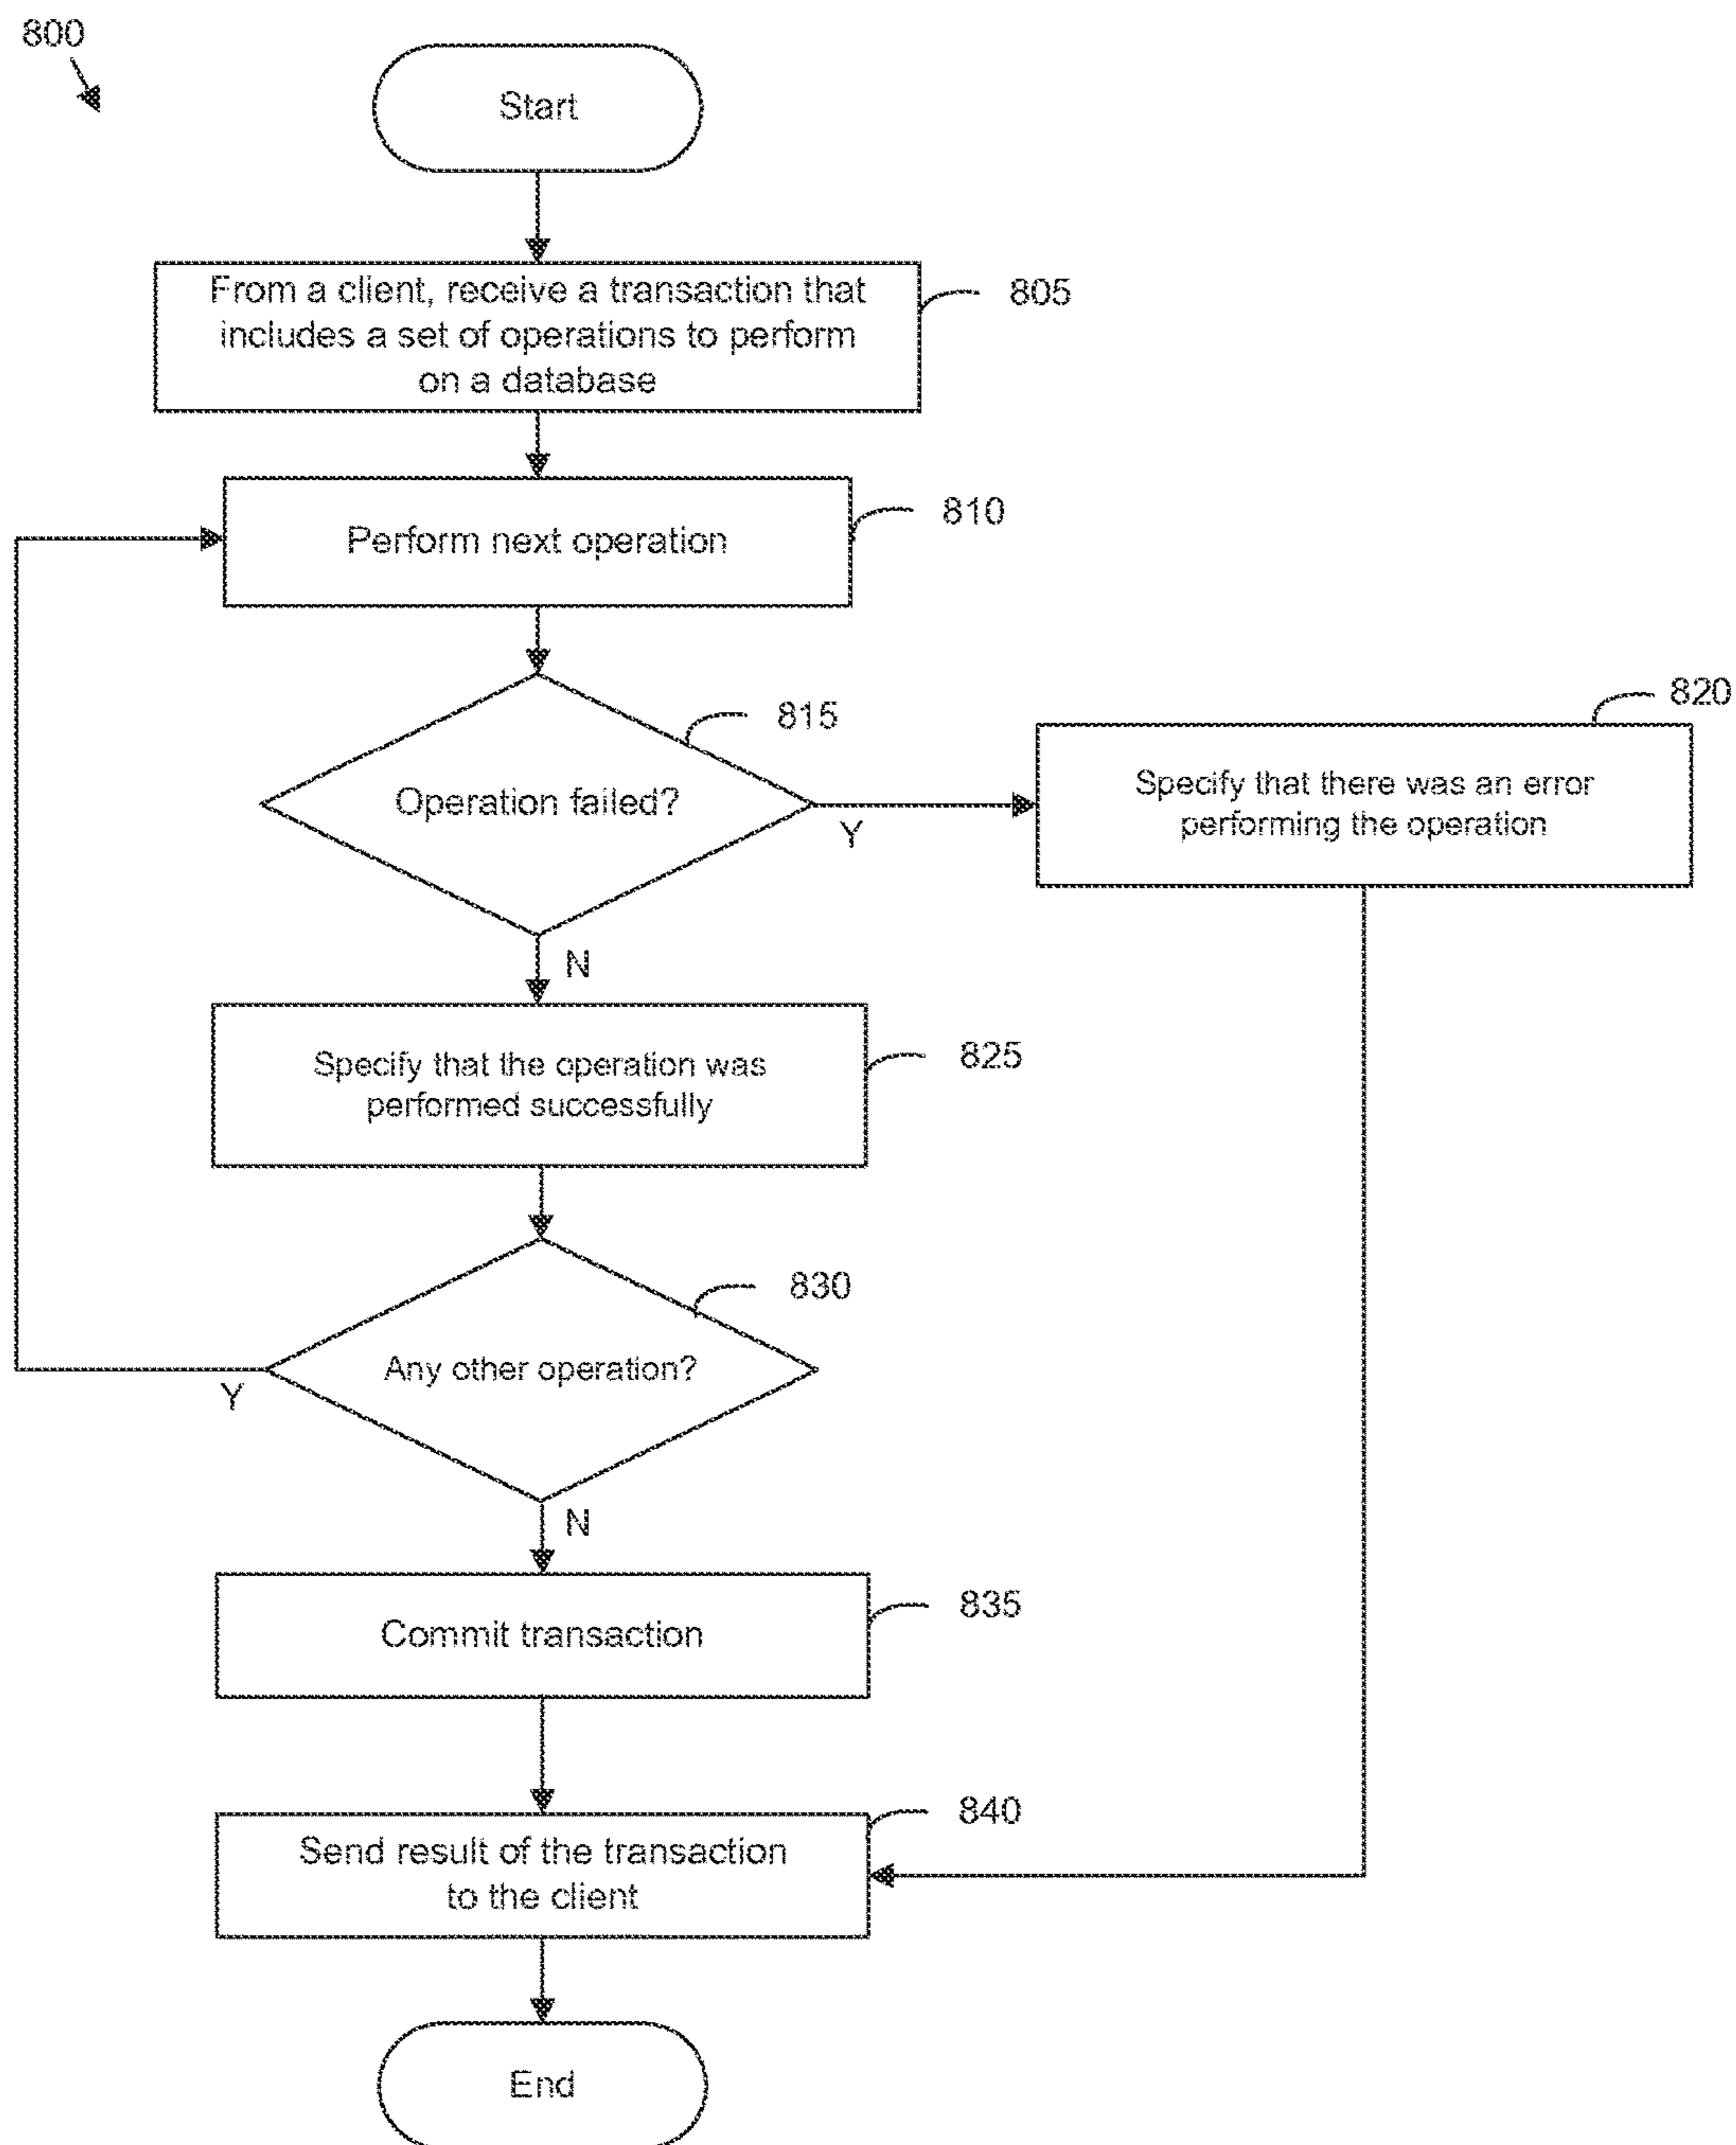 800
Start
From a client, receive a transaction that
includes a set of operations to perform
on a database
805
Perform next operation
810
Operation failed?
815
Y
N
Specify that there was an error
performing the operation
820
Specify that the operation was
performed successfully
825
Any other operation?
830
Y
N
Commit transaction
835
Send result of the transaction
to the client
840
End